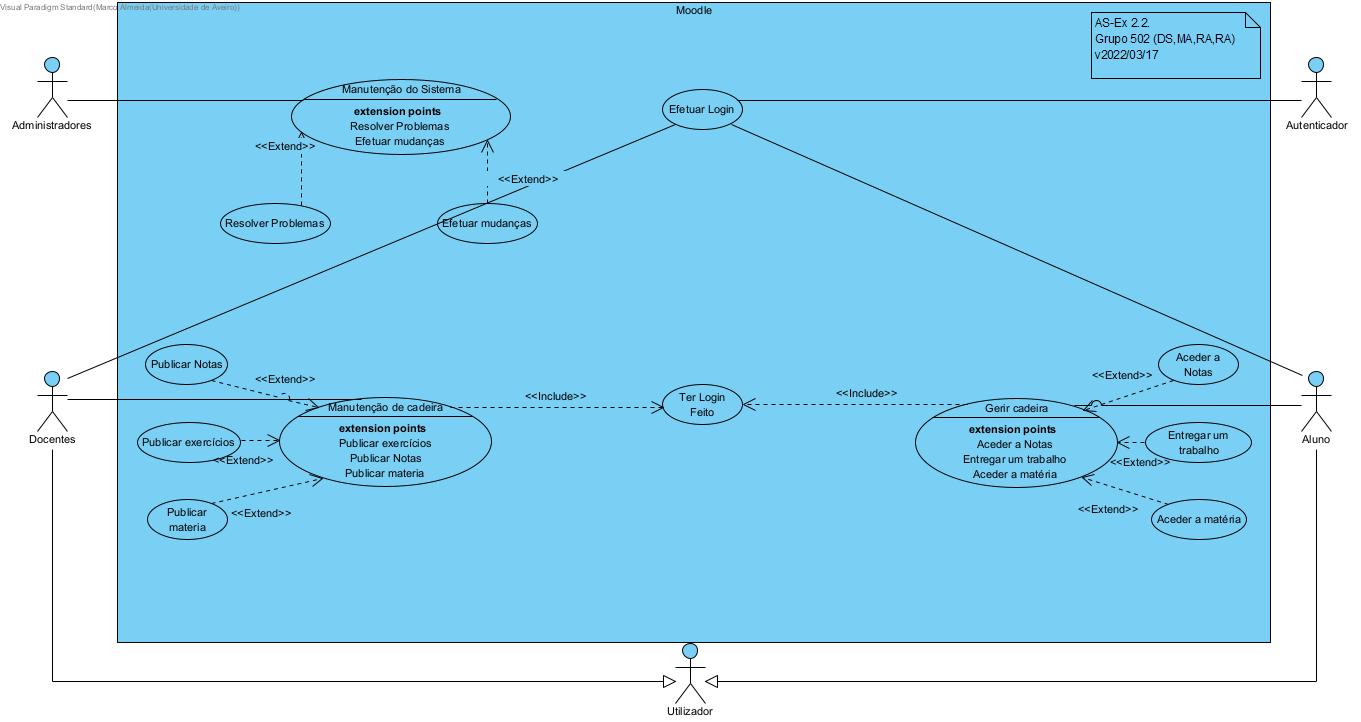 Visual Paradigm Standard(Marco Almeida(Universidade de Aveiro))
Moodle
AS-Ex 2.2.
Grupo 502 (DS,MA,RA,RA)
v2022/03/17
Administradores
Manutenção do Sistema
extension points
Resolver Problemas
Efetuar mudanças
Efetuar Login
Autenticador
<<Extend>>
<<Extend>>
Resolver Problemas
Efetuar mudanças
Publicar Notas
<<Extend>>
Docentes
Manutenção de cadeira
extension points
Publicar exercícios
Publicar Notas
Publicar materia
Publicar exercícios
<<Extend>>
Publicar
materia
<<Extend>>
<<Include>>
Ter Login
Feito
<<Include>>
Gerir cadeira
extension points
Aceder a Notas
Entregar um trabalho
Aceder a matéria
Aceder a
Notas
<<Extend>>
Aluno
Entregar um
trabalho
<<Extend>>
Aceder a matéria
<<Extend>>
Utilizador